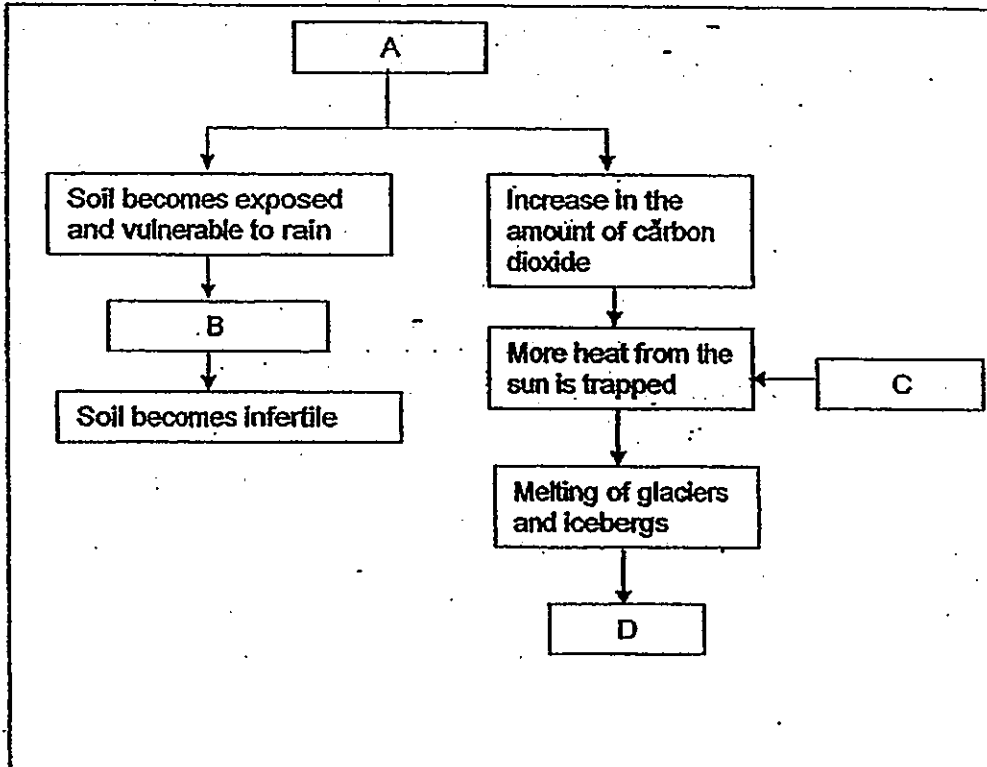 A
Soil becomes exposed
and vulnerable to rain
Increase in the
amount of carbon
dioxide
B
More heat from the
sun is trapped
C
Soil becomes infertile
Melting of glaciers
and icebergs
D